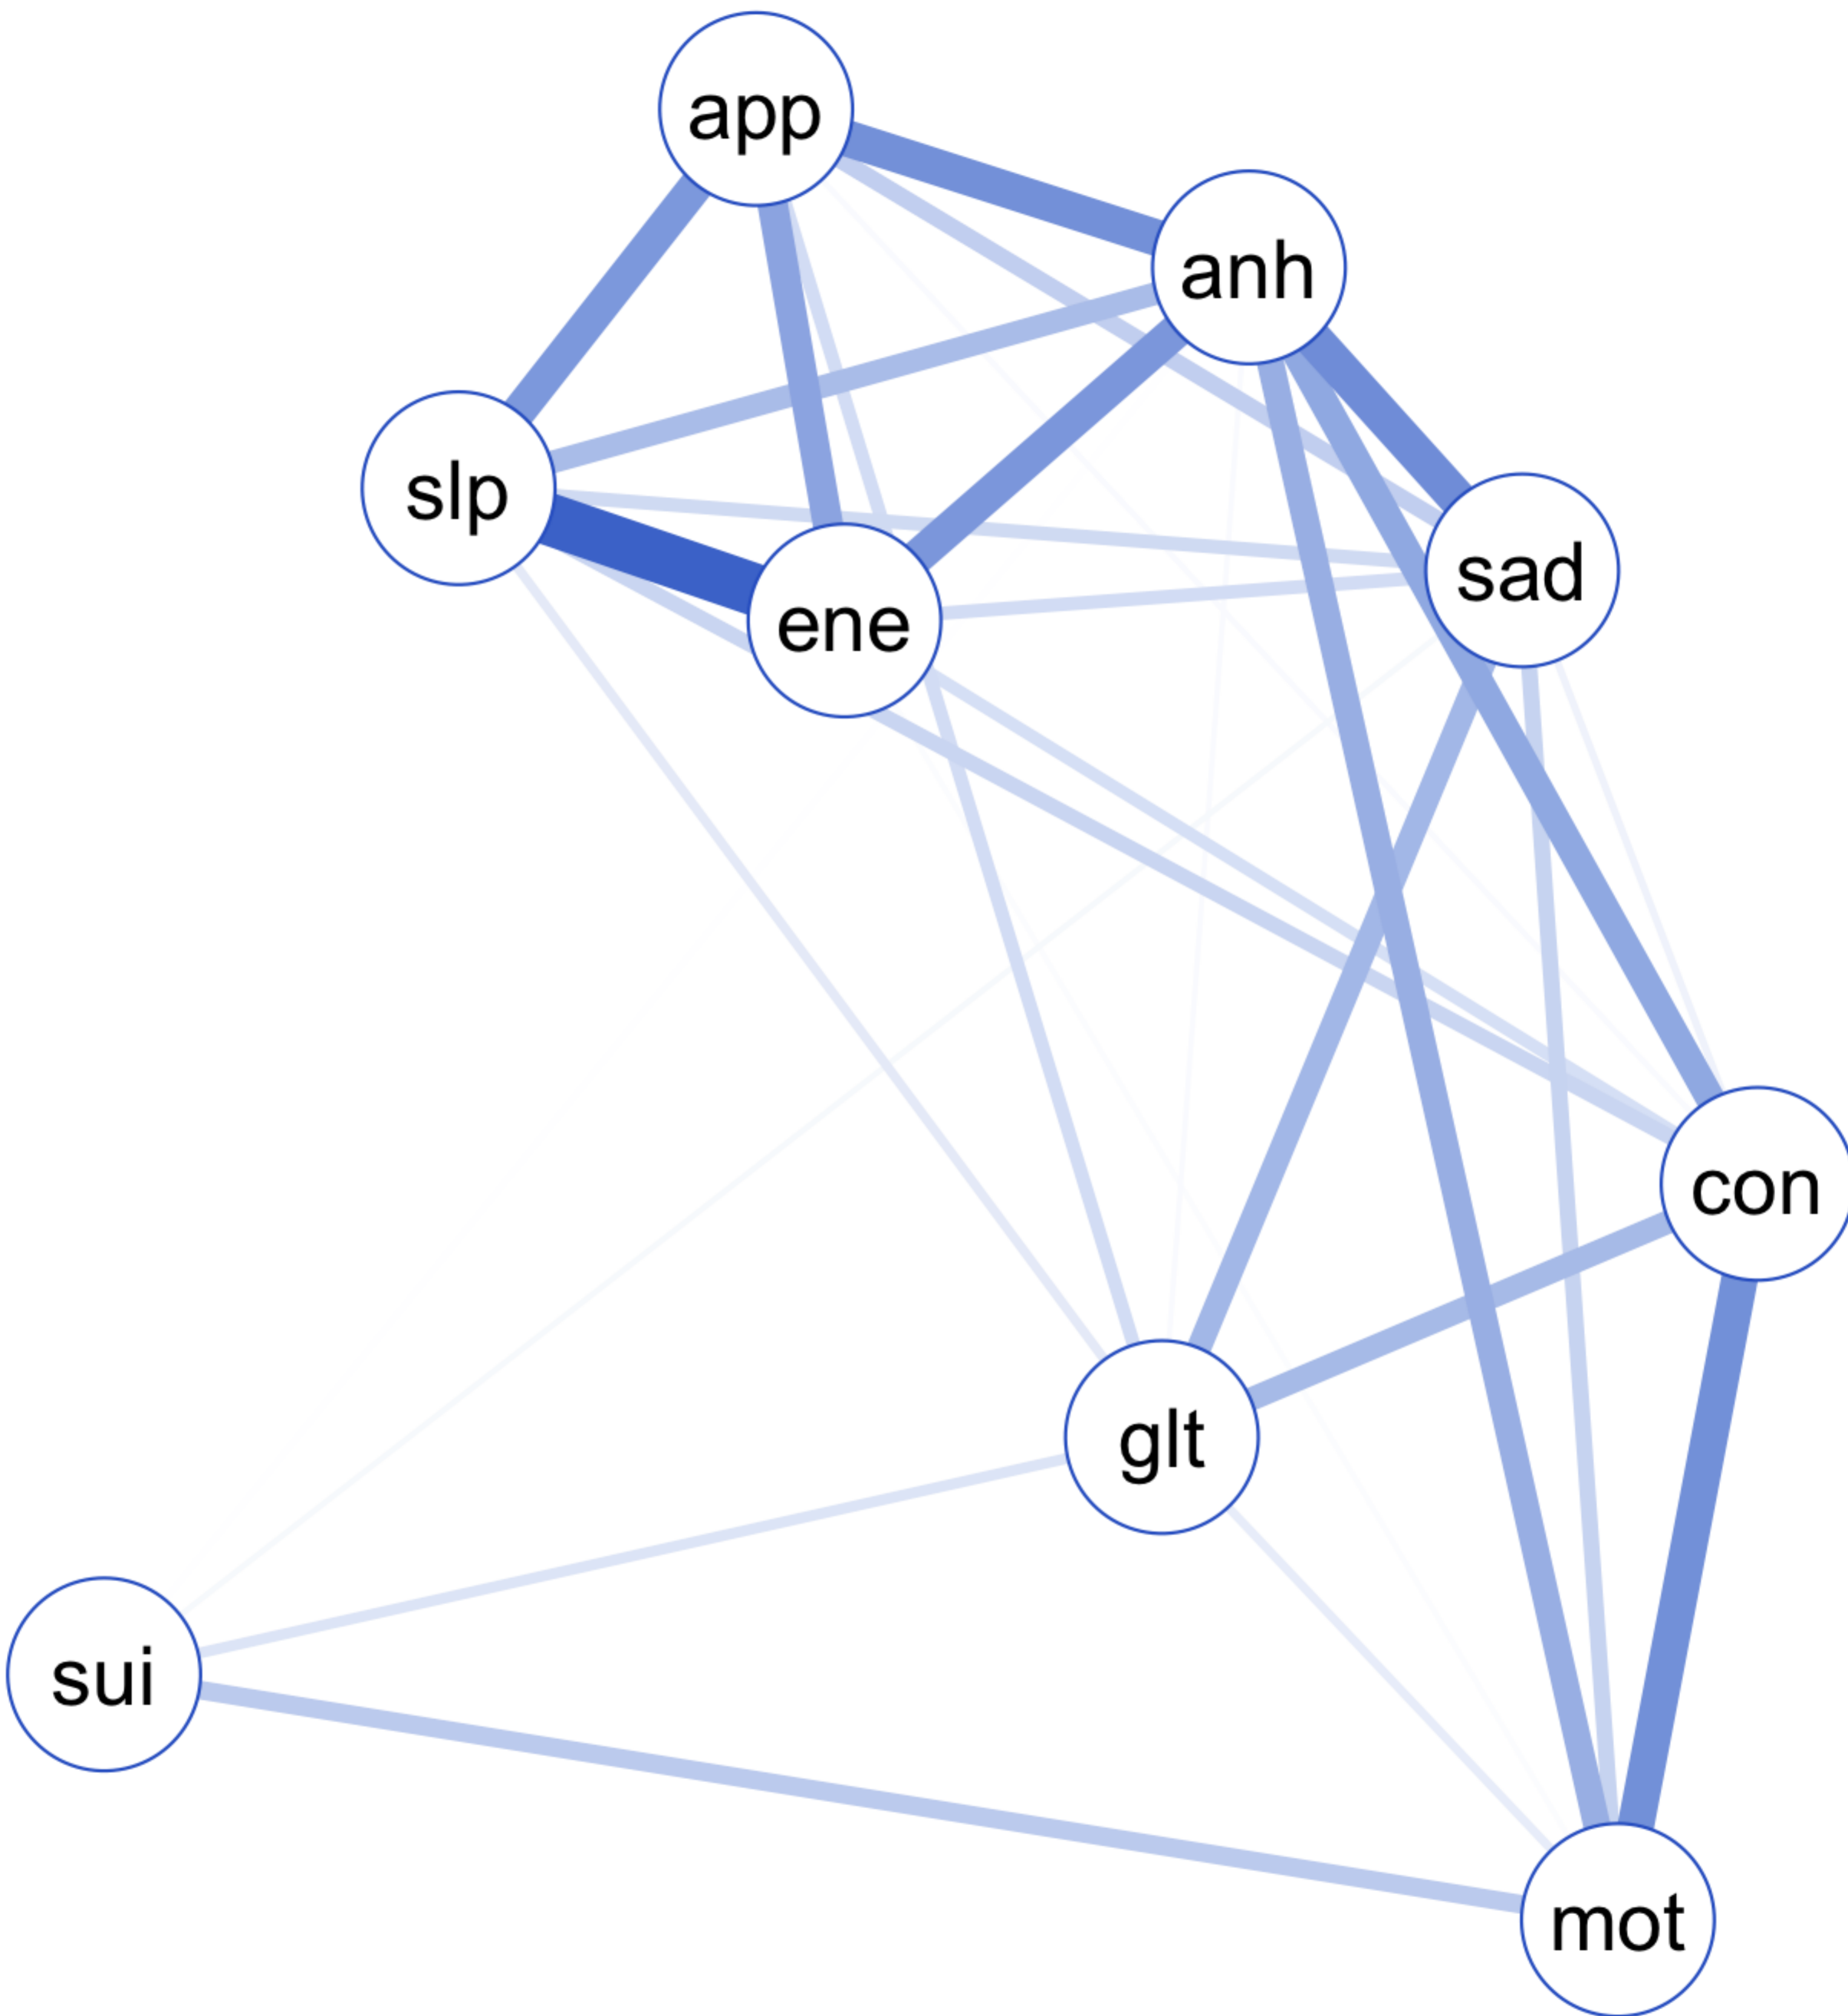 app
anh
slp
sad
ene
con
glt
sui
mot